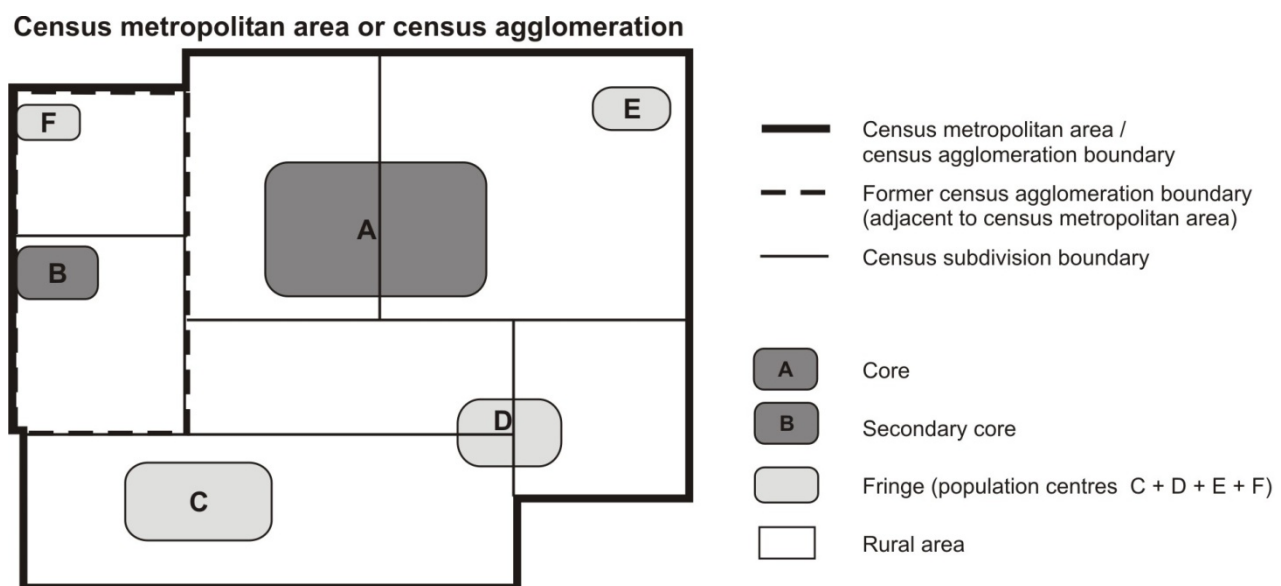 Census metropolitan area or census agglomeration
F
E
A
B
D
C
Census metropolitan area /
census agglomeration boundary
Former census agglomeration boundary
(adjacent to census metropolitan area)
Census subdivision boundary
A
Core
B
Secondary core
Fringe (population centres C + D + E + F)
Rural area